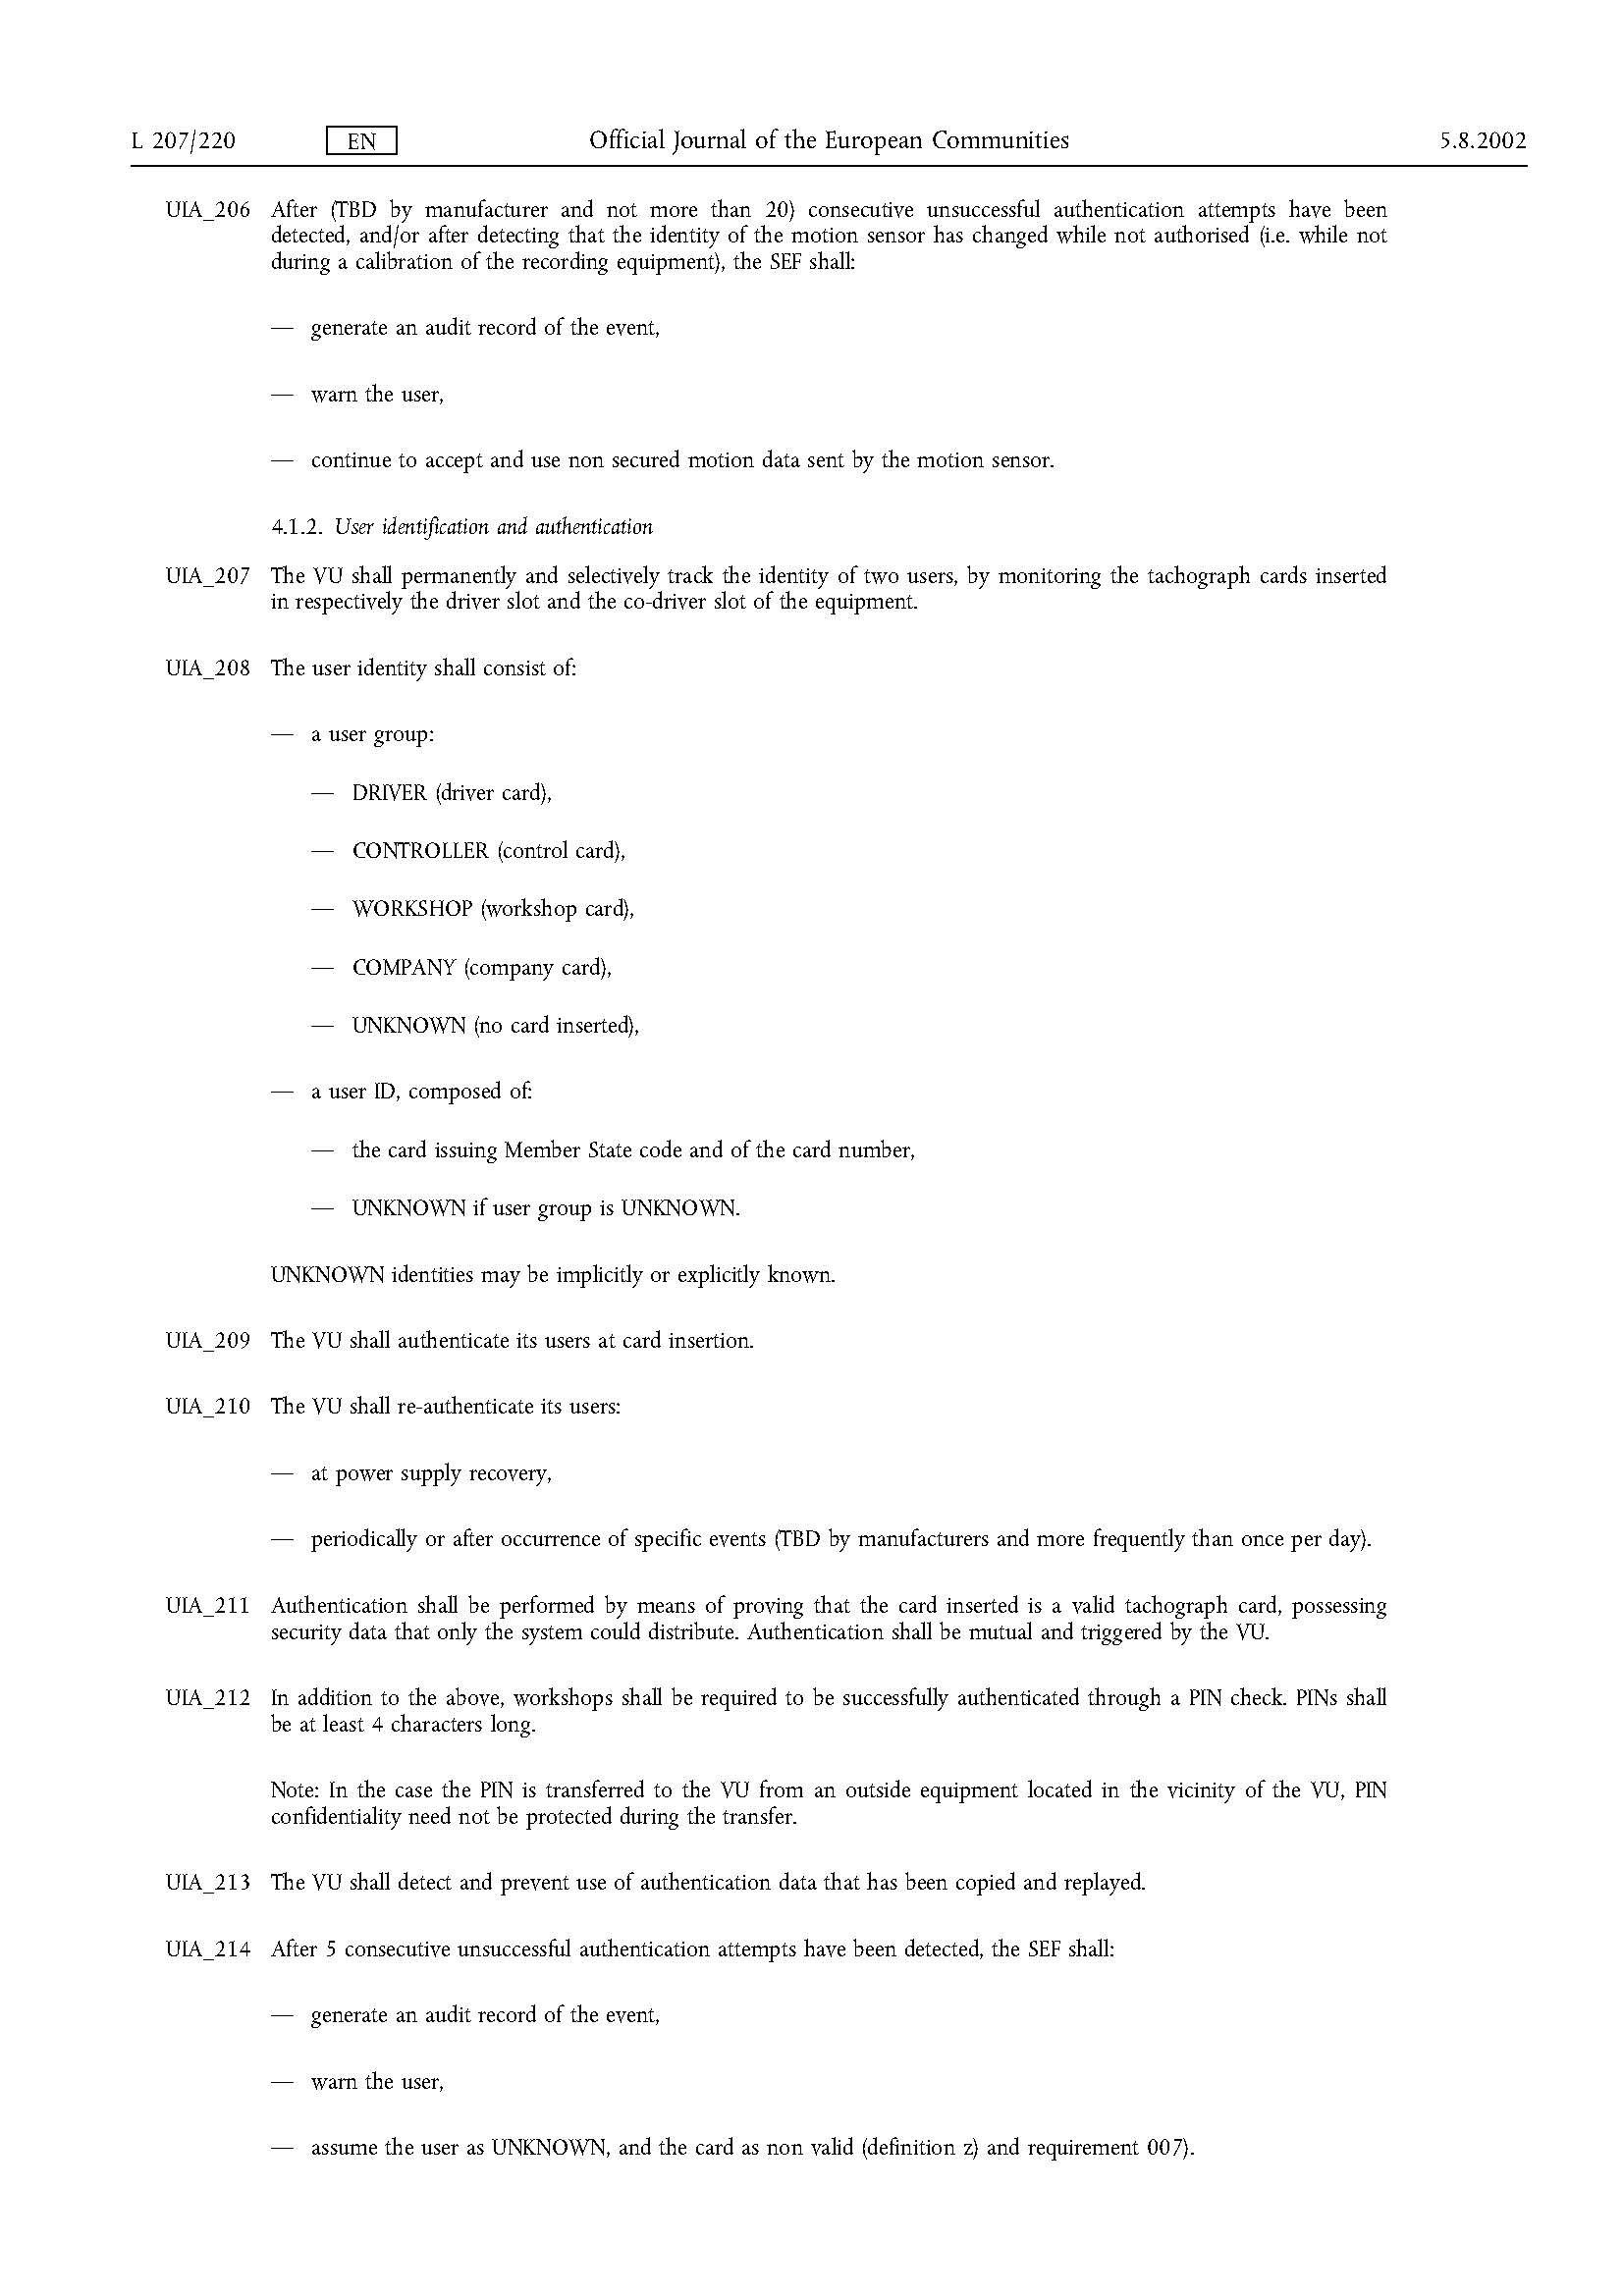 L 207/220 EN Official Journal of the European Communities 5.8.2002
UIA_206 After (TBD by manufacturer and not more than 20) consecutive unsuccessful authentication attempts have been
detected, and/or after detecting that the identity of the motion sensor has changed while not authorised (i.e. while not
during a calibration of the recording equipment), the SEF shall:
— generate an audit record of the event,
— warn the user,
— continue to accept and use non secured motion data sent by the motion sensor.
4.1.2. User identification and authentication
UIA_207 The VU shall permanently and selectively track the identity of two users, by monitoring the tachograph cards inserted
in respectively the driver slot and the co-driver slot of the equipment.
UIA_208 The user identity shall consist of:
— a user group:
— DRIVER (driver card),
— CONTROLLER (control card),
— WORKSHOP (workshop card),
— COMPANY (company card),
— UNKNOWN (no card inserted),
— a user ID, composed of:
— the card issuing Member State code and of the card number,
— UNKNOWN if user group is UNKNOWN.
UNKNOWN identities may be implicitly or explicitly known.
UIA_209 The VU shall authenticate its users at card insertion.
UIA_210 The VU shall re-authenticate its users:
— at power supply recovery,
— periodically or after occurrence of specific events (TBD by manufacturers and more frequently than once per day).
UIA_211 Authentication shall be performed by means of proving that the card inserted is a valid tachograph card, possessing
security data that only the system could distribute. Authentication shall be mutual and triggered by the VU.
UIA_212 In addition to the above, workshops shall be required to be successfully authenticated through a PIN check. PINs shall
be at least 4 characters long.
Note: In the case the PIN is transferred to the VU from an outside equipment located in the vicinity of the VU, PIN
confidentiality need not be protected during the transfer.
UIA_213 The VU shall detect and prevent use of authentication data that has been copied and replayed.
UIA_214 After 5 consecutive unsuccessful authentication attempts have been detected, the SEF shall:
— generate an audit record of the event,
— warn the user,
— assume the user as UNKNOWN, and the card as non valid (definition z) and requirement 007).